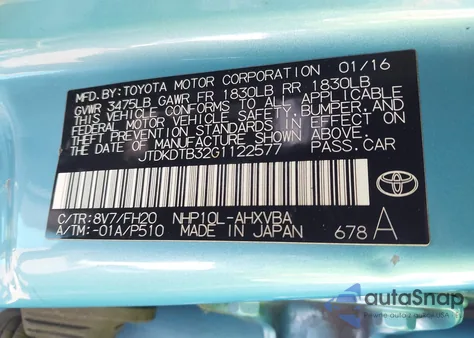 MFD. BY: TOYOTA MOTOR CORPORATION 01/16
GVWR 3475LB GAWR FR 1830LB RR 1830LB
THIS VEHICLE CONFORMS TO ALL APPLICABLE
FEDERAL MOTOR VEHICLE SAFETY, BUMPER, AND
THEFT PREVENTION STANDARDS IN EFFECT ON
THE DATE OF MANUFACTURE SHOWN ABOVE.
JTDKDTB32G1122577 PASS.CAR
C/TR: 8V7/FH20 NHP10L-AHXVBA
A/TM: -01A/P510 MADE IN JAPAN 678 A
autoSnap